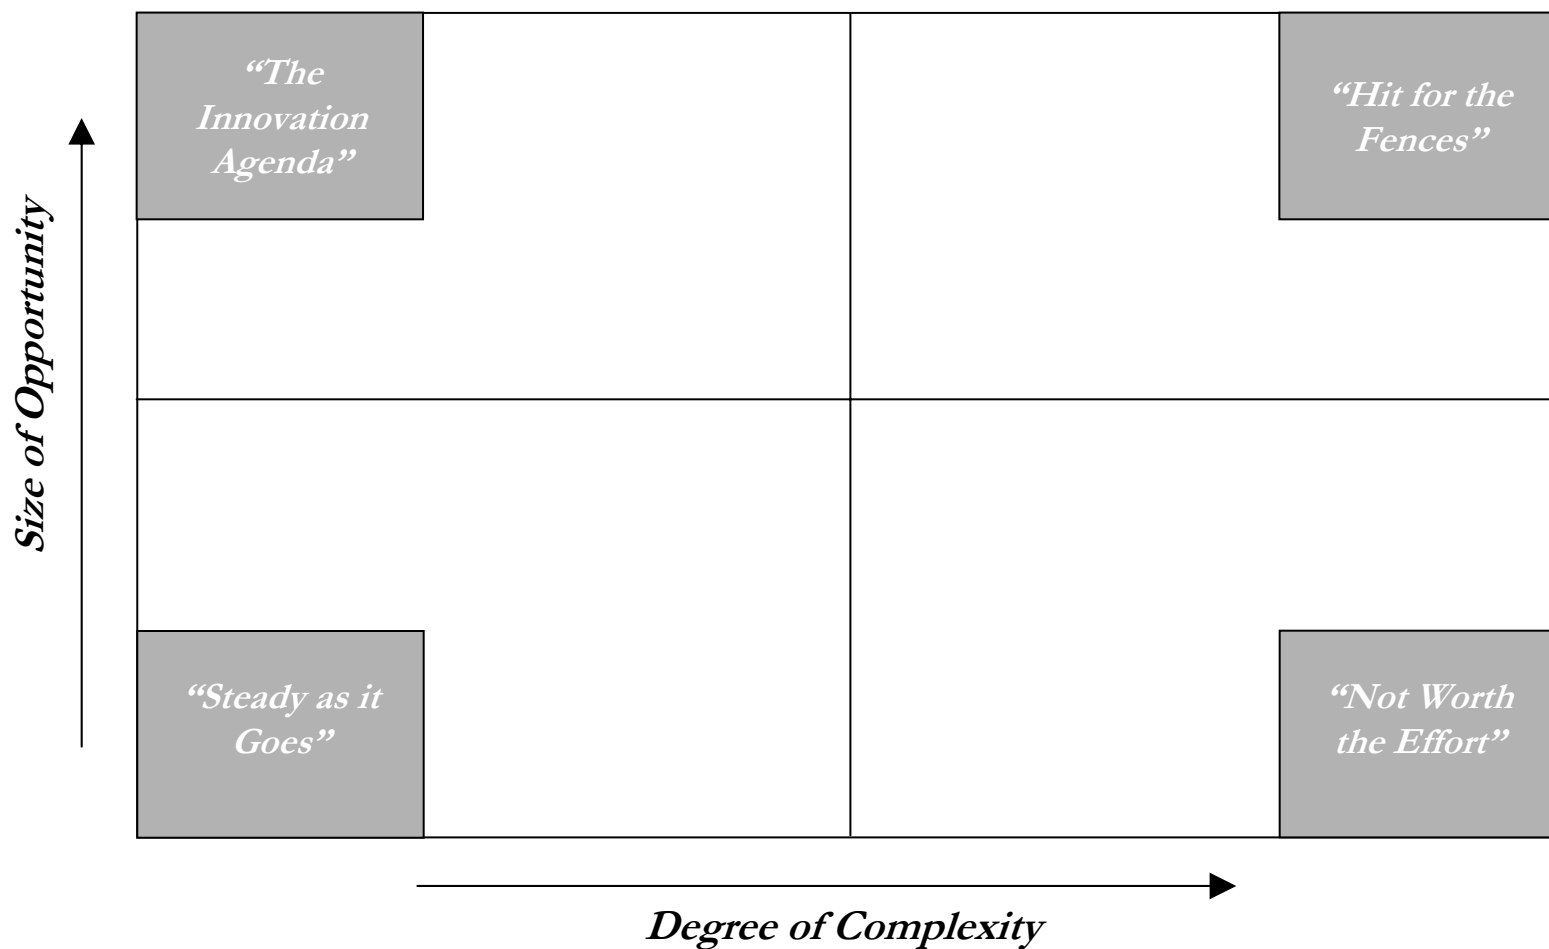 “The
Innovation
Agenda”
“Hit for the
Fences”
Size of Opportunity
“Steady as it
Goes”
“Not Worth
the Effort”
Degree of Complexity